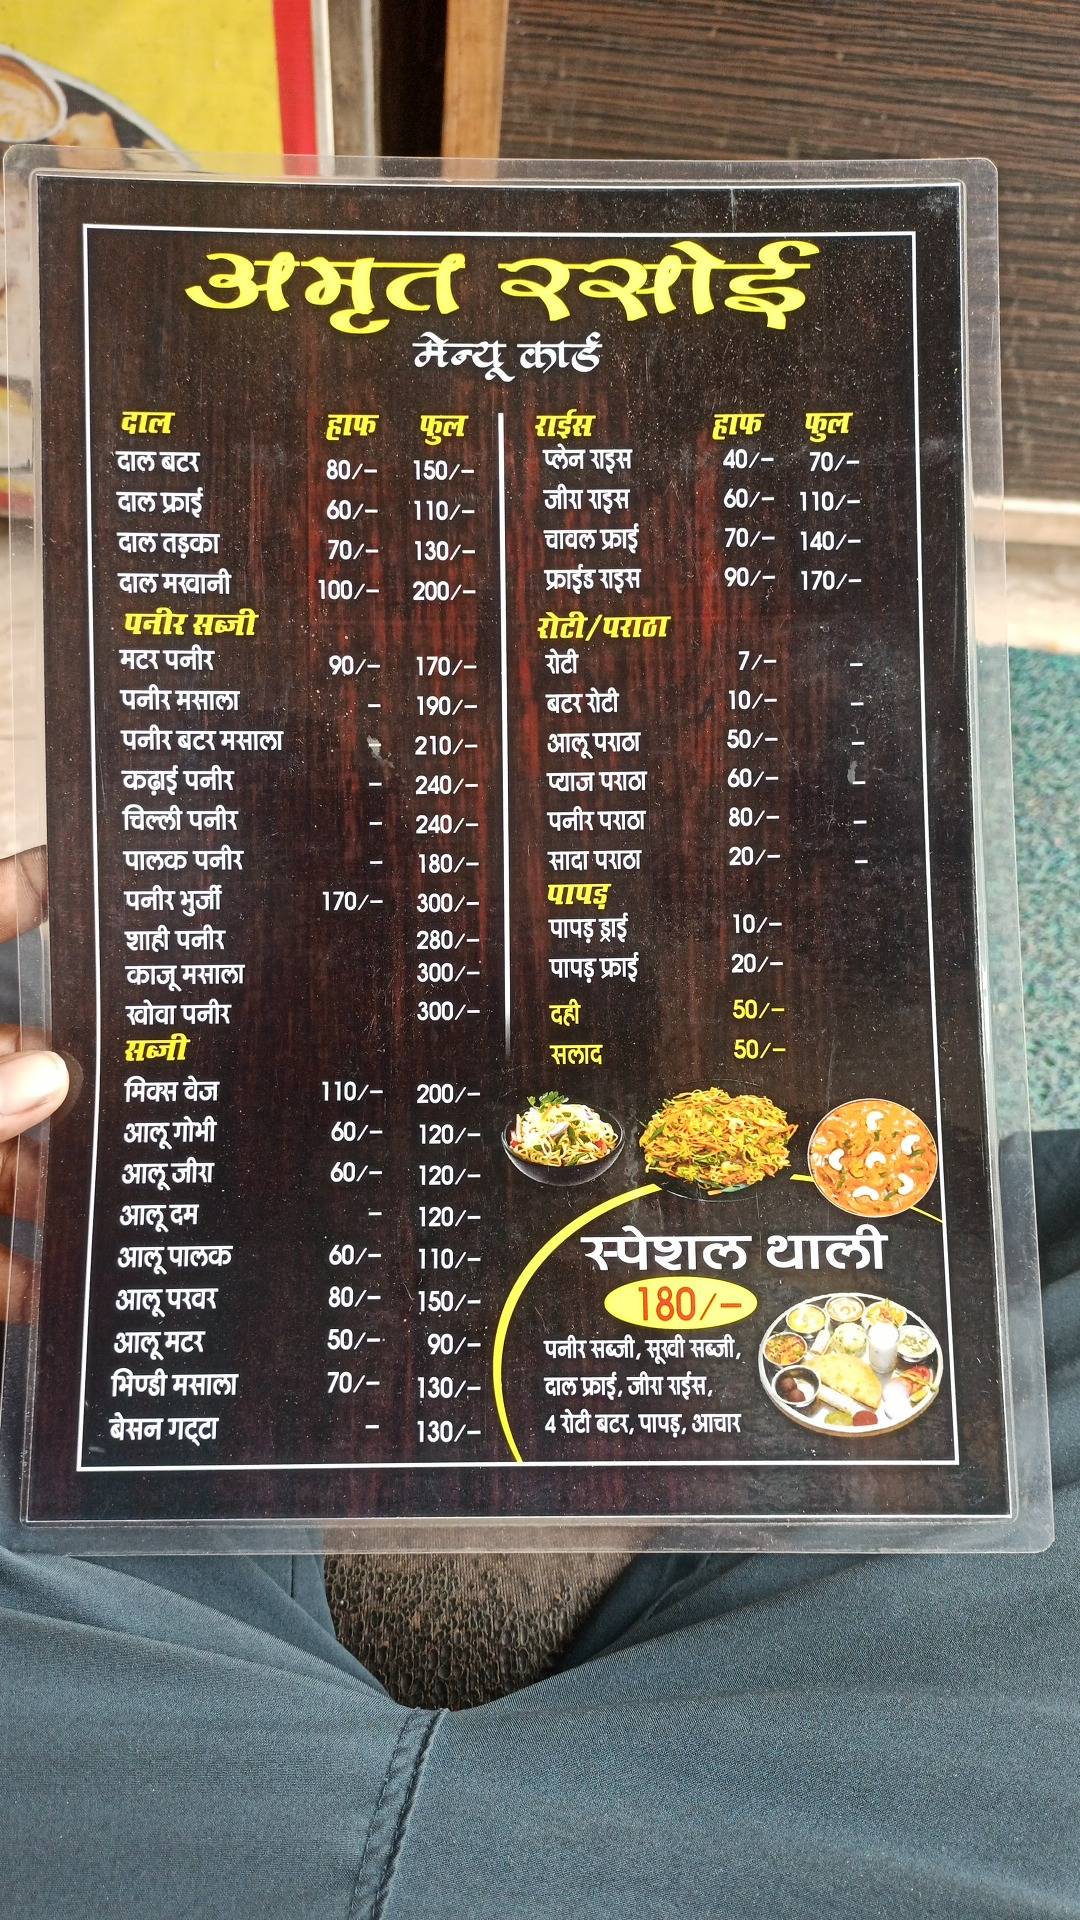 अमृत रसोई
मेन्यू कार्ड
दाल हाफ फुल
दाल बटर 80/- 150/-
दाल फ्राई 60/- 110/-
दाल तड़का 70/- 130/-
दाल मखानी 100/- 200/-
पनीर सब्जी
मटर पनीर 90/- 170/-
पनीर मसाला - 190/-
पनीर बटर मसाला - 210/-
कढ़ाई पनीर - 240/-
चिल्ली पनीर - 240/-
पालक पनीर - 180/-
पनीर भुर्जी 170/- 300/-
शाही पनीर 280/-
काजू मसाला 300/-
खोवा पनीर 300/-
सब्जी
मिक्स वेज 110/- 200/-
आलू गोभी 60/- 120/-
आलू जीरा 60/- 120/-
आलू दम - 120/-
आलू पालक 60/- 110/-
आलू परवर 80/- 150/-
आलू मटर 50/- 90/-
भिण्डी मसाला 70/- 130/-
बेसन गट्टा - 130/-
राईस हाफ फुल
प्लेन राइस 40/- 70/-
जीरा राइस 60/- 110/-
चावल फ्राई 70/- 140/-
फ्राईड राइस 90/- 170/-
रोटी/पराठा
रोटी 7/- -
बटर रोटी 10/- -
आलू पराठा 50/- -
प्याज पराठा 60/- -
पनीर पराठा 80/- -
सादा पराठा 20/- -
पापड़
पापड़ ड्राई 10/-
पापड़ फ्राई 20/-
दही 50/-
सलाद 50/-
स्पेशल थाली
180/-
पनीर सब्जी, सूखी सब्जी,
दाल फ्राई, जीरा राईस,
4 रोटी बटर, पापड़, आचार